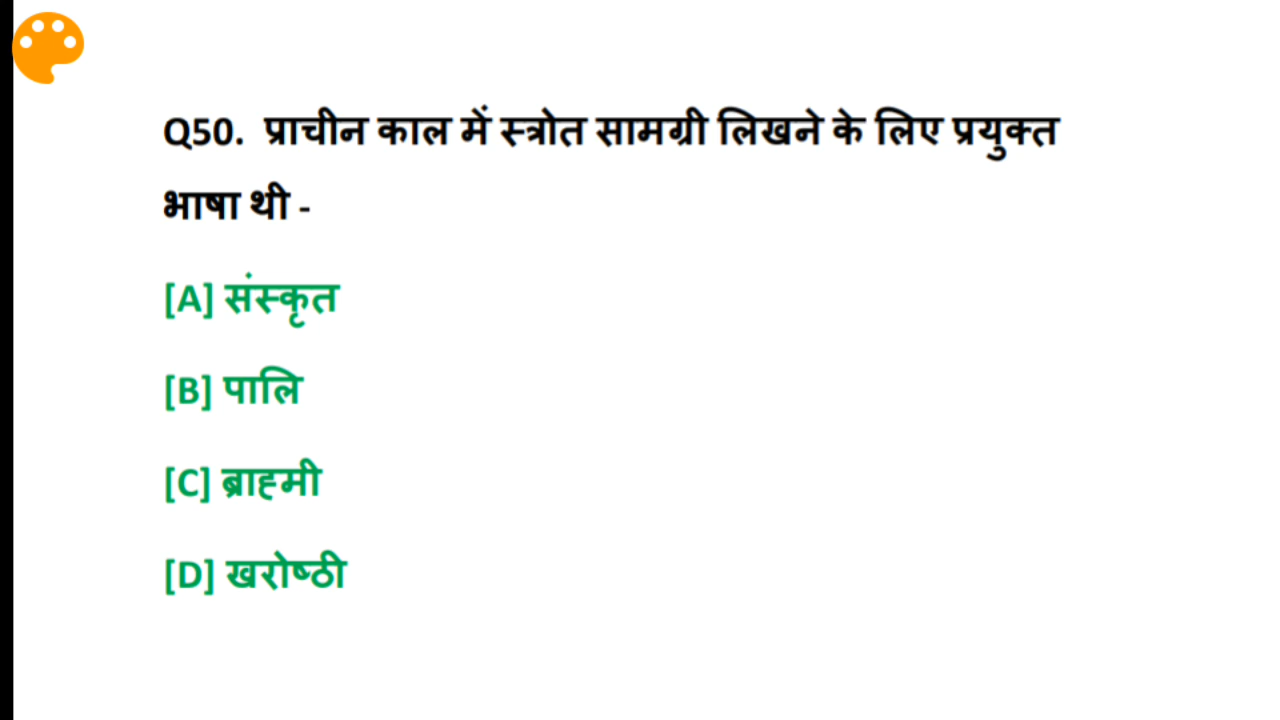 Q50. प्राचीन काल में स्त्रोत सामग्री लिखने के लिए प्रयुक्त
भाषा थी -
[A] संस्कृत
[B] पालि
[C] ब्राह्मी
[D] खरोष्ठी